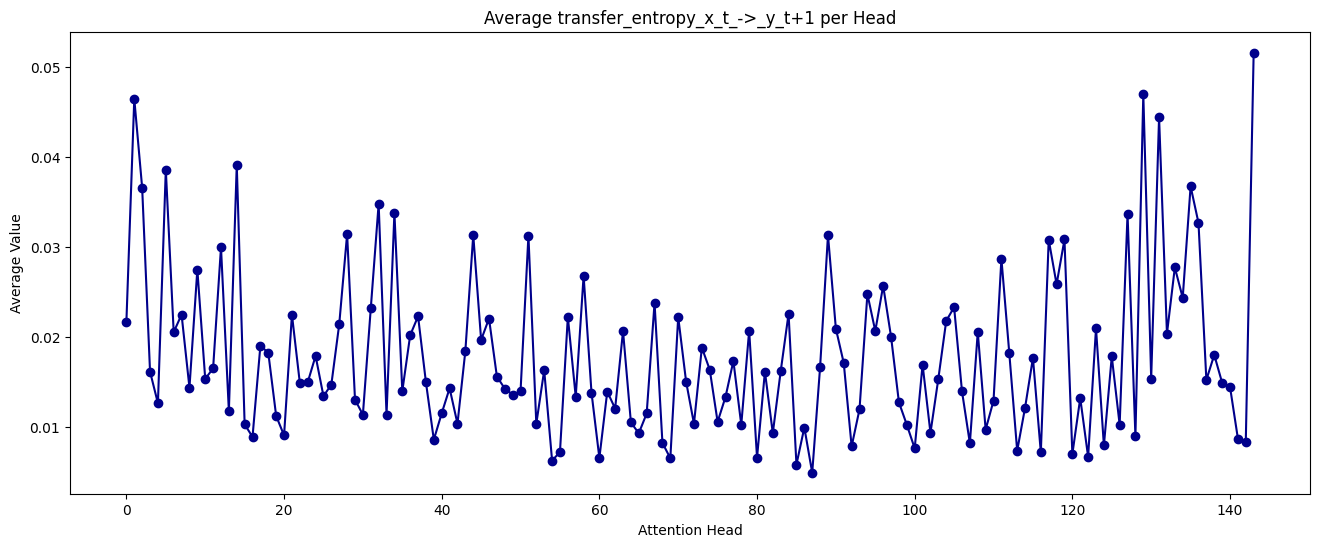 Average transfer_entropy_x_t_->_y_t+1 per Head
Average Value
0.05
0.04
0.03
0.02
0.01
0 20 40 60 80 100 120 140
Attention Head